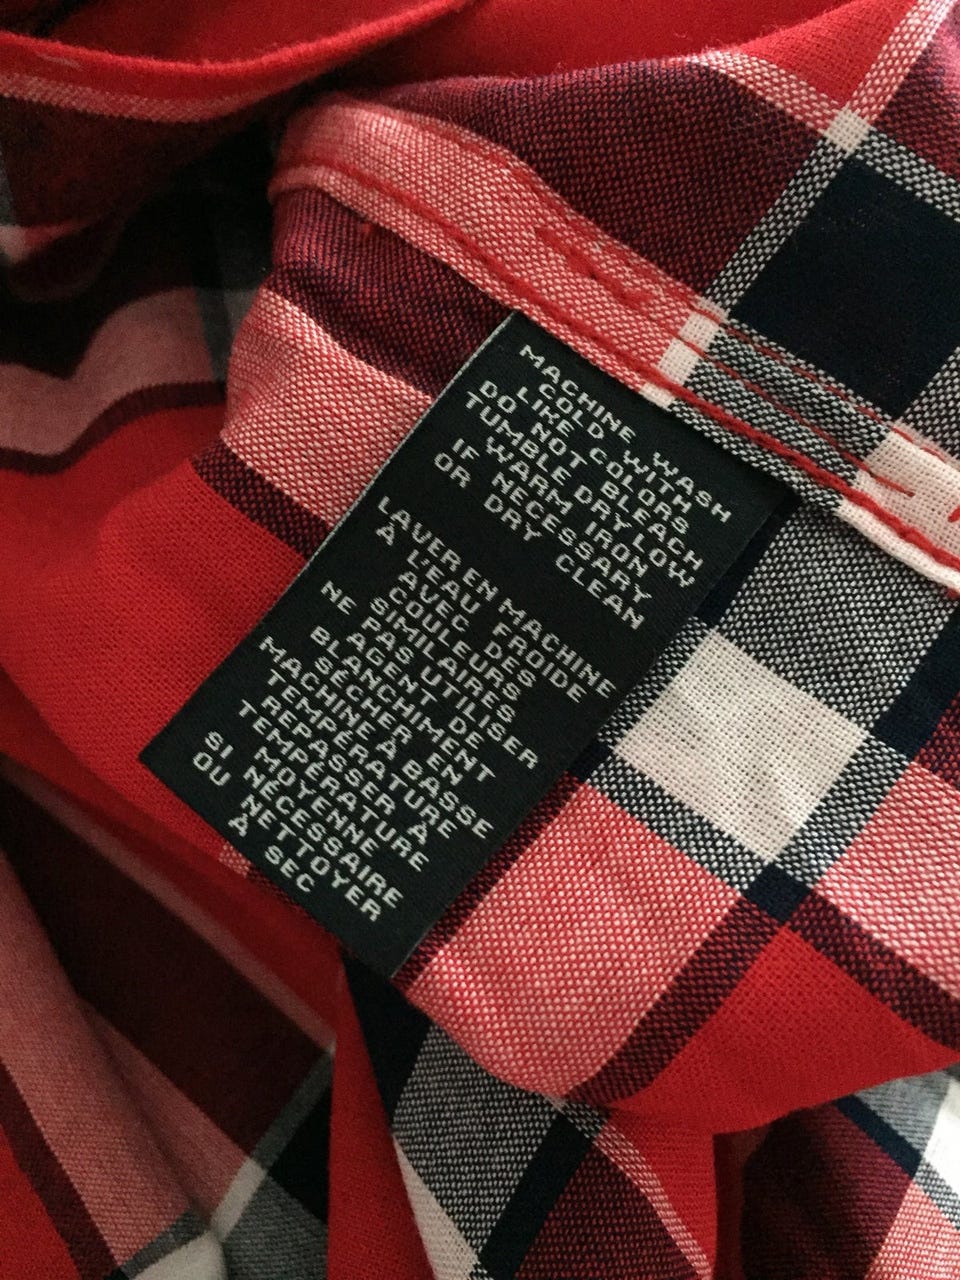 MACHINE WASH
COLD WITH
LIKE COLORS
DO NOT BLEACH
TUMBLE DRY LOW
WARM IRON
IF NECESSARY
OR DRY CLEAN
LAVER EN MACHINE
À L'EAU FROIDE
AVEC DES
COULEURS
SIMILAIRES
NE PAS UTILISER
AGENT DE
BLANCHIMENT
SÉCHER EN
MACHINE À BASSE
TEMPÉRATURE
REPASSER À
TEMPÉRATURE
MOYENNE
SI NÉCESSAIRE
OU NETTOYER
À SEC